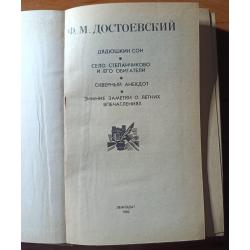 Ф. М. ДОСТОЕВСКИЙ
ДЯДЮШКИН СОН
СЕЛО СТЕПАНЧИКОВО
И ЕГО ОБИТАТЕЛИ
СКВЕРНЫЙ АНЕКДОТ
ЗИМНИЕ ЗАМЕТКИ О ЛЕТНИХ
ВПЕЧАТЛЕНИЯХ